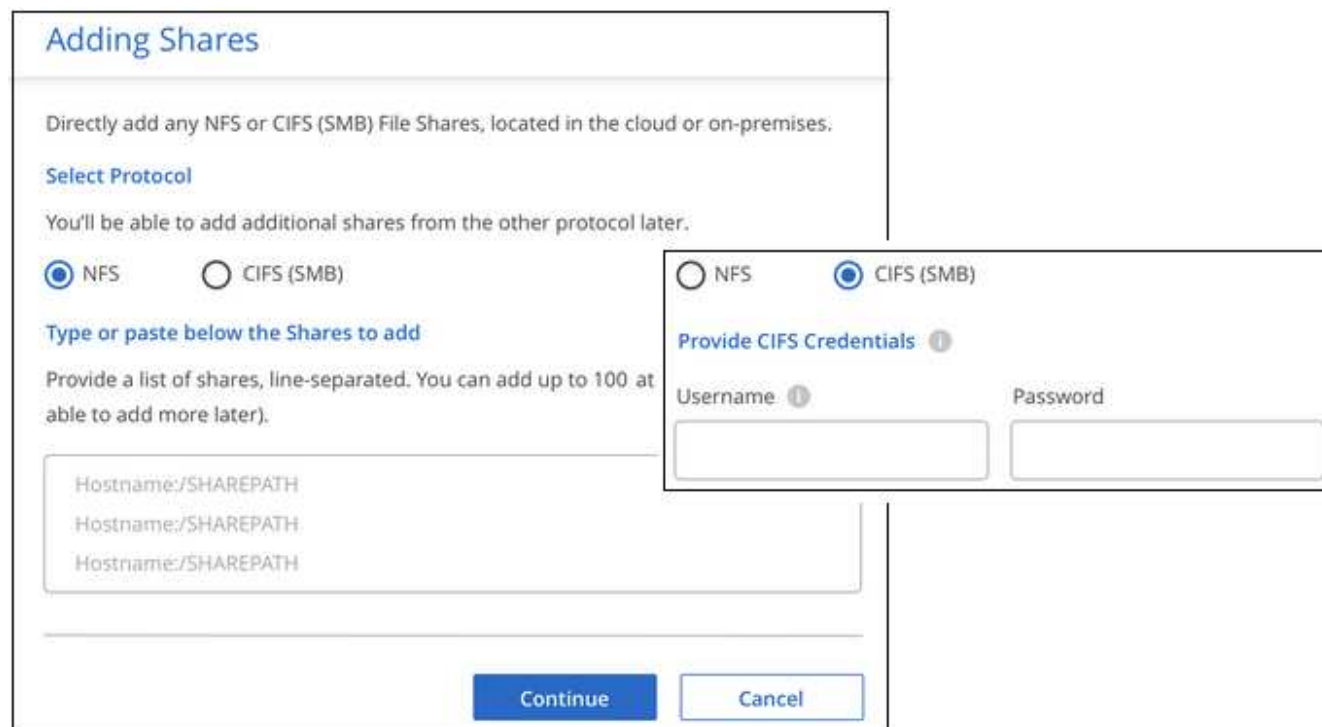 Adding Shares
Directly add any NFS or CIFS (SMB) File Shares, located in the cloud or on-premises.
Select Protocol
You'll be able to add additional shares from the other protocol later.
NFS CIFS (SMB)
Type or paste below the Shares to add
Provide a list of shares, line-separated. You can add up to 100 at
able to add more later).
Hostname:/SHAREPATH
Hostname:/SHAREPATH
Hostname:/SHAREPATH
Continue Cancel
NFS CIFS (SMB)
Provide CIFS Credentials
Username Password